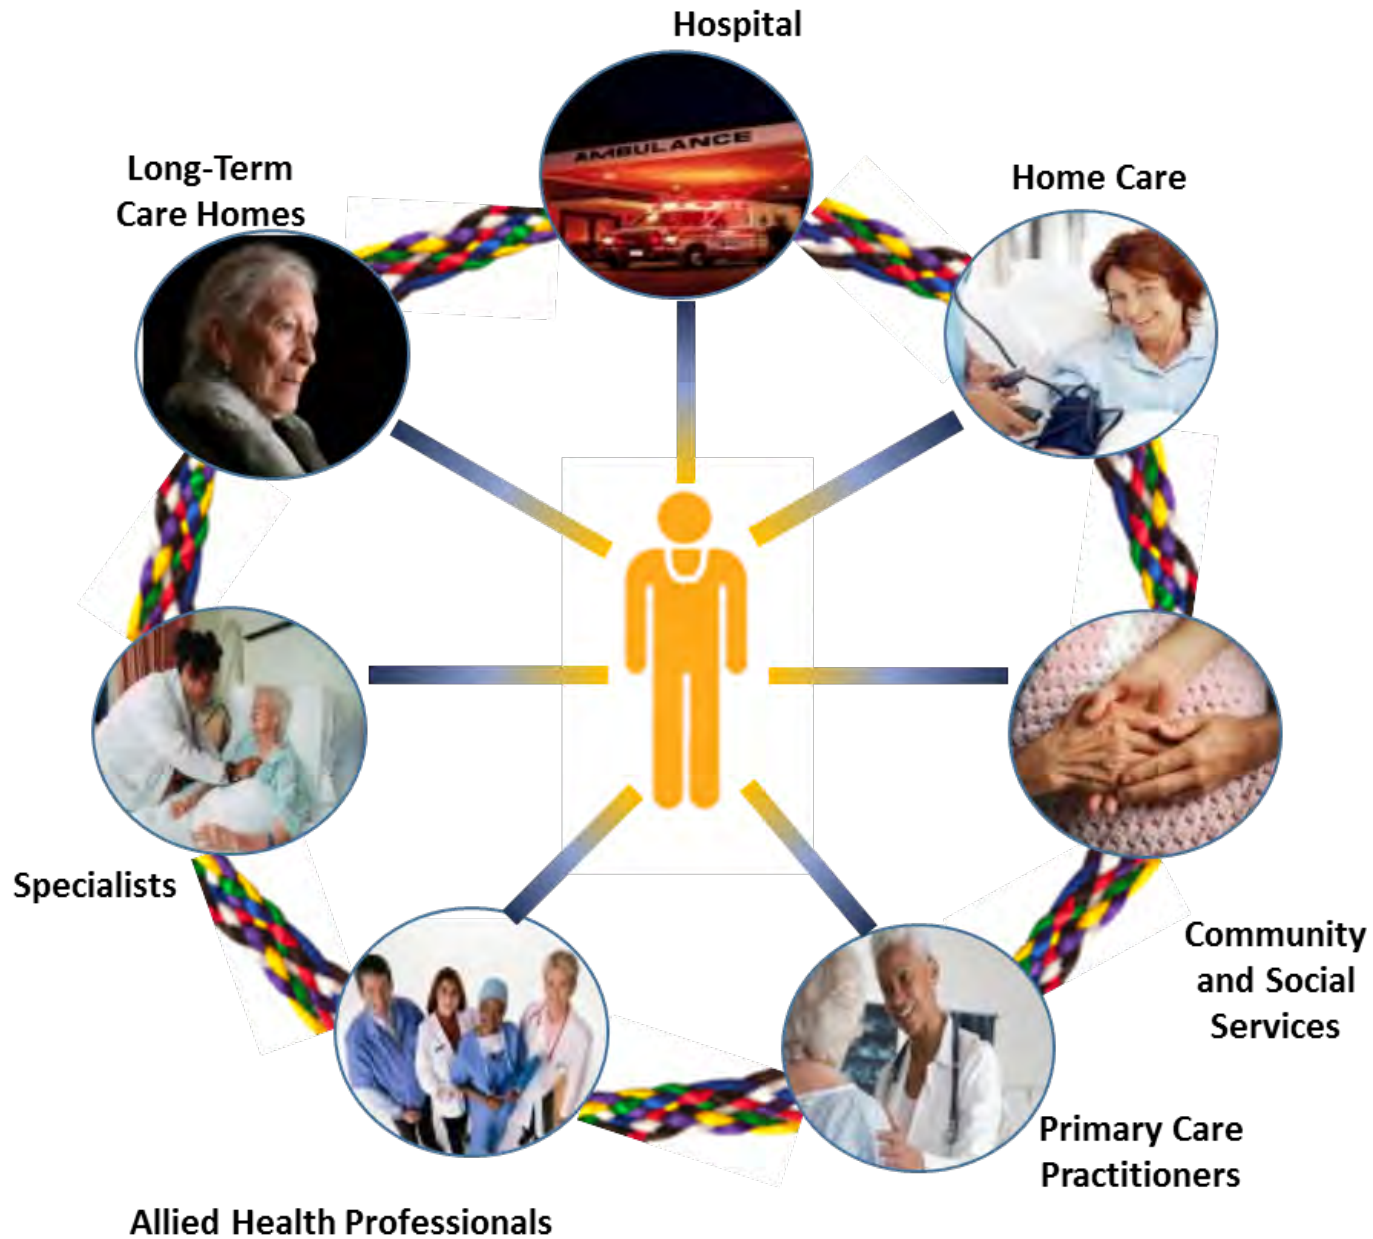 Hospital
AMBULANCE
Long-Term
Care Homes
Home Care
Specialists
Community
and Social
Services
Primary Care
Practitioners
Allied Health Professionals